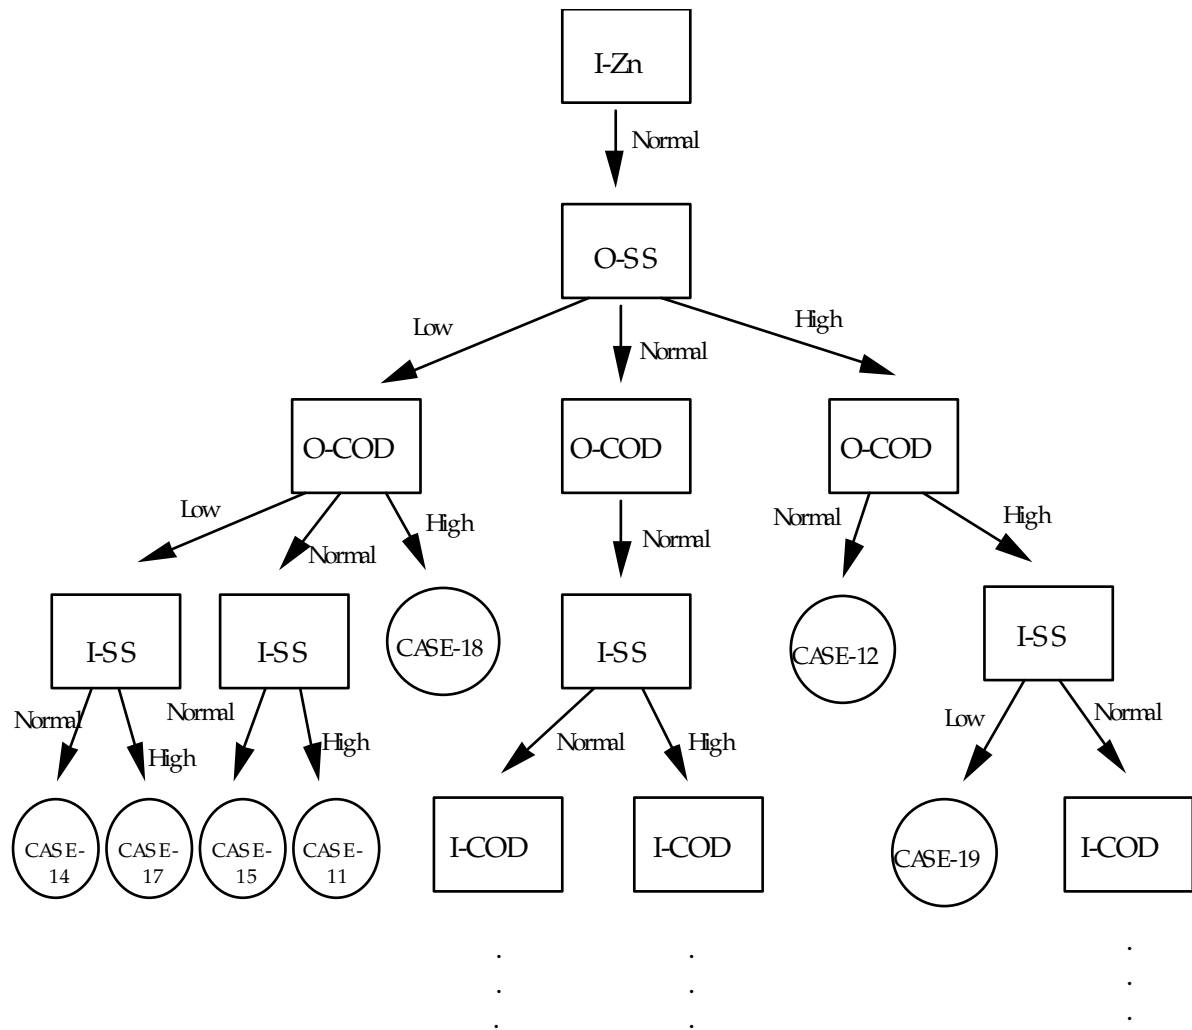 I-Zn
Normal
O-SS
Low
Normal
High
O-COD
O-COD
O-COD
Low
Normal
High
Normal
Normal
High
I-SS
I-SS
CASE-18
I-SS
CASE-12
I-SS
Normal
High
Normal
High
Normal
High
Low
Normal
CASE-
14
CASE-
17
CASE-
15
CASE-
11
I-COD
I-COD
CASE-19
I-COD
. . .
. . .
. . .